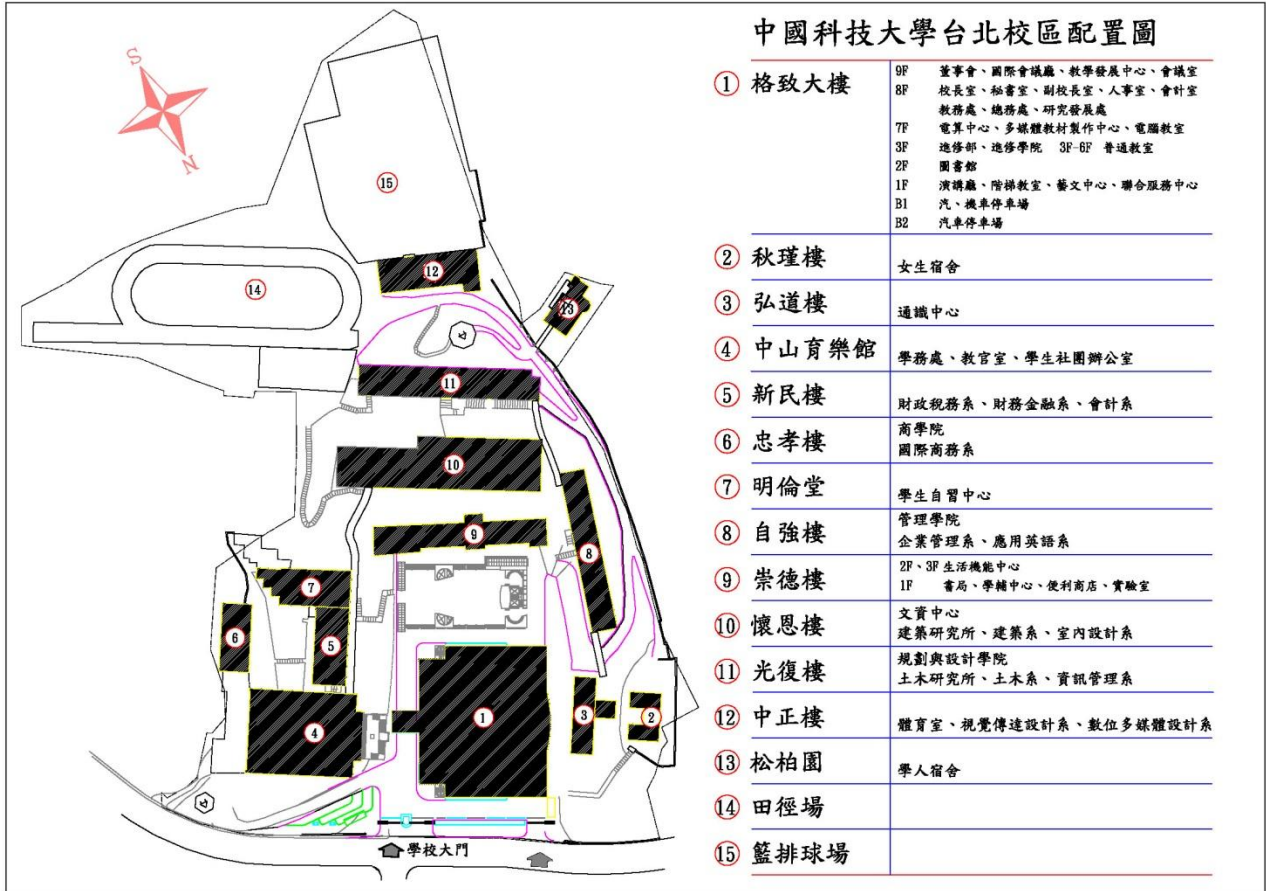 中國科技大學台北校區配置圖
① 格致大樓
9F 董事會、國際會議廳、教學發展中心、會議室
8F 校長室、秘書室、副校長室、人事室、會計室
教務處、總務處、研究發展處
7F 電算中心、多媒體教材製作中心、電腦教室
3F 進修部、進修學院 3F-6F 普通教室
2F 圖書館
1F 演講廳、階梯教室、藝文中心、聯合服務中心
B1 汽、機車停車場
B2 汽車停車場
② 秋瑾樓 女生宿舍
③ 弘道樓 通識中心
④ 中山育樂館 學務處、教官室、學生社團辦公室
⑤ 新民樓 財政稅務系、財務金融系、會計系
⑥ 忠孝樓
商學院
國際商務系
⑦ 明倫堂 學生自習中心
⑧ 自強樓
管理學院
企業管理系、應用英語系
⑨ 崇德樓
2F、3F 生活機能中心
1F 書局、學輔中心、便利商店、實驗室
⑩ 懷恩樓
文資中心
建築研究所、建築系、室內設計系
⑪ 光復樓
規劃與設計學院
土木研究所、土木系、資訊管理系
⑫ 中正樓 體育室、視覺傳達設計系、數位多媒體設計系
⑬ 松柏園 學人宿舍
⑭ 田徑場
⑮ 籃排球場
S
N
15
14
12
13
11
10
9
8
7
6
5
4
1
3
2
學校大門